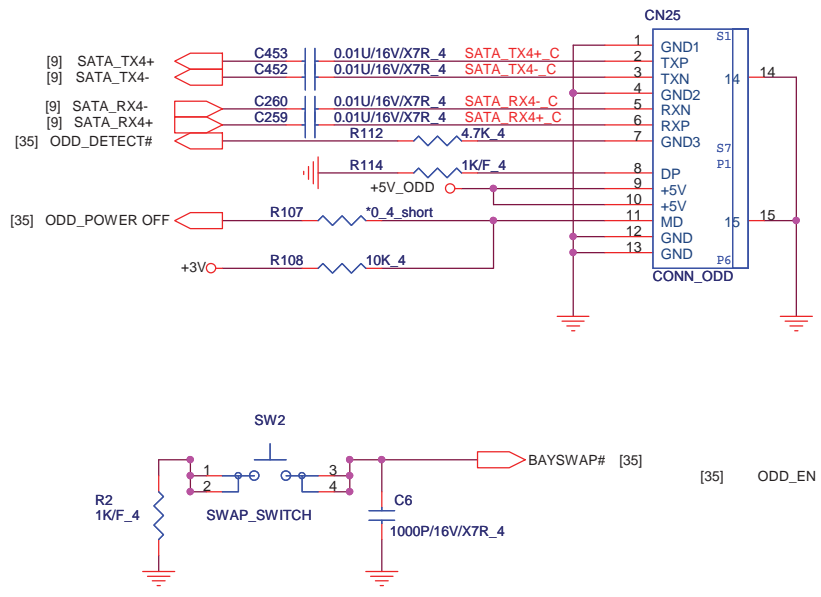 CN25
[9] SATA_TX4+ C453 0.01U/16V/X7R_4 SATA_TX4+_C 1 GND1 S1
[9] SATA_TX4- C452 0.01U/16V/X7R_4 SATA_TX4-_C 2 TXP
3 TXN 14 14
4 GND2
[9] SATA_RX4- C260 0.01U/16V/X7R_4 SATA_RX4-_C 5 RXN
[9] SATA_RX4+ C259 0.01U/16V/X7R_4 SATA_RX4+_C 6 RXP
[35] ODD_DETECT# R112 4.7K_4 7 GND3 S7
P1
R114 1K/F_4 8 DP
+5V_ODD 9 +5V
10 +5V
[35] ODD_POWER OFF R107 *0_4_short 11 MD 15 15
12 GND
13 GND
+3V R108 10K_4 P6
CONN_ODD
SW2
BAYSWAP# [35]
1 3
2 4
[35] ODD_EN
R2
1K/F_4
SWAP_SWITCH
C6
1000P/16V/X7R_4